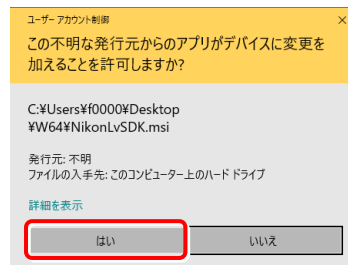 ユーザー アカウント制御
×
この不明な発行元からのアプリがデバイスに変更を
加えることを許可しますか?
C:¥Users¥f0000¥Desktop
¥W64¥NikonLvSDK.msi
発行元: 不明
ファイルの入手先: このコンピューター上のハード ドライブ
詳細を表示
はい
いいえ